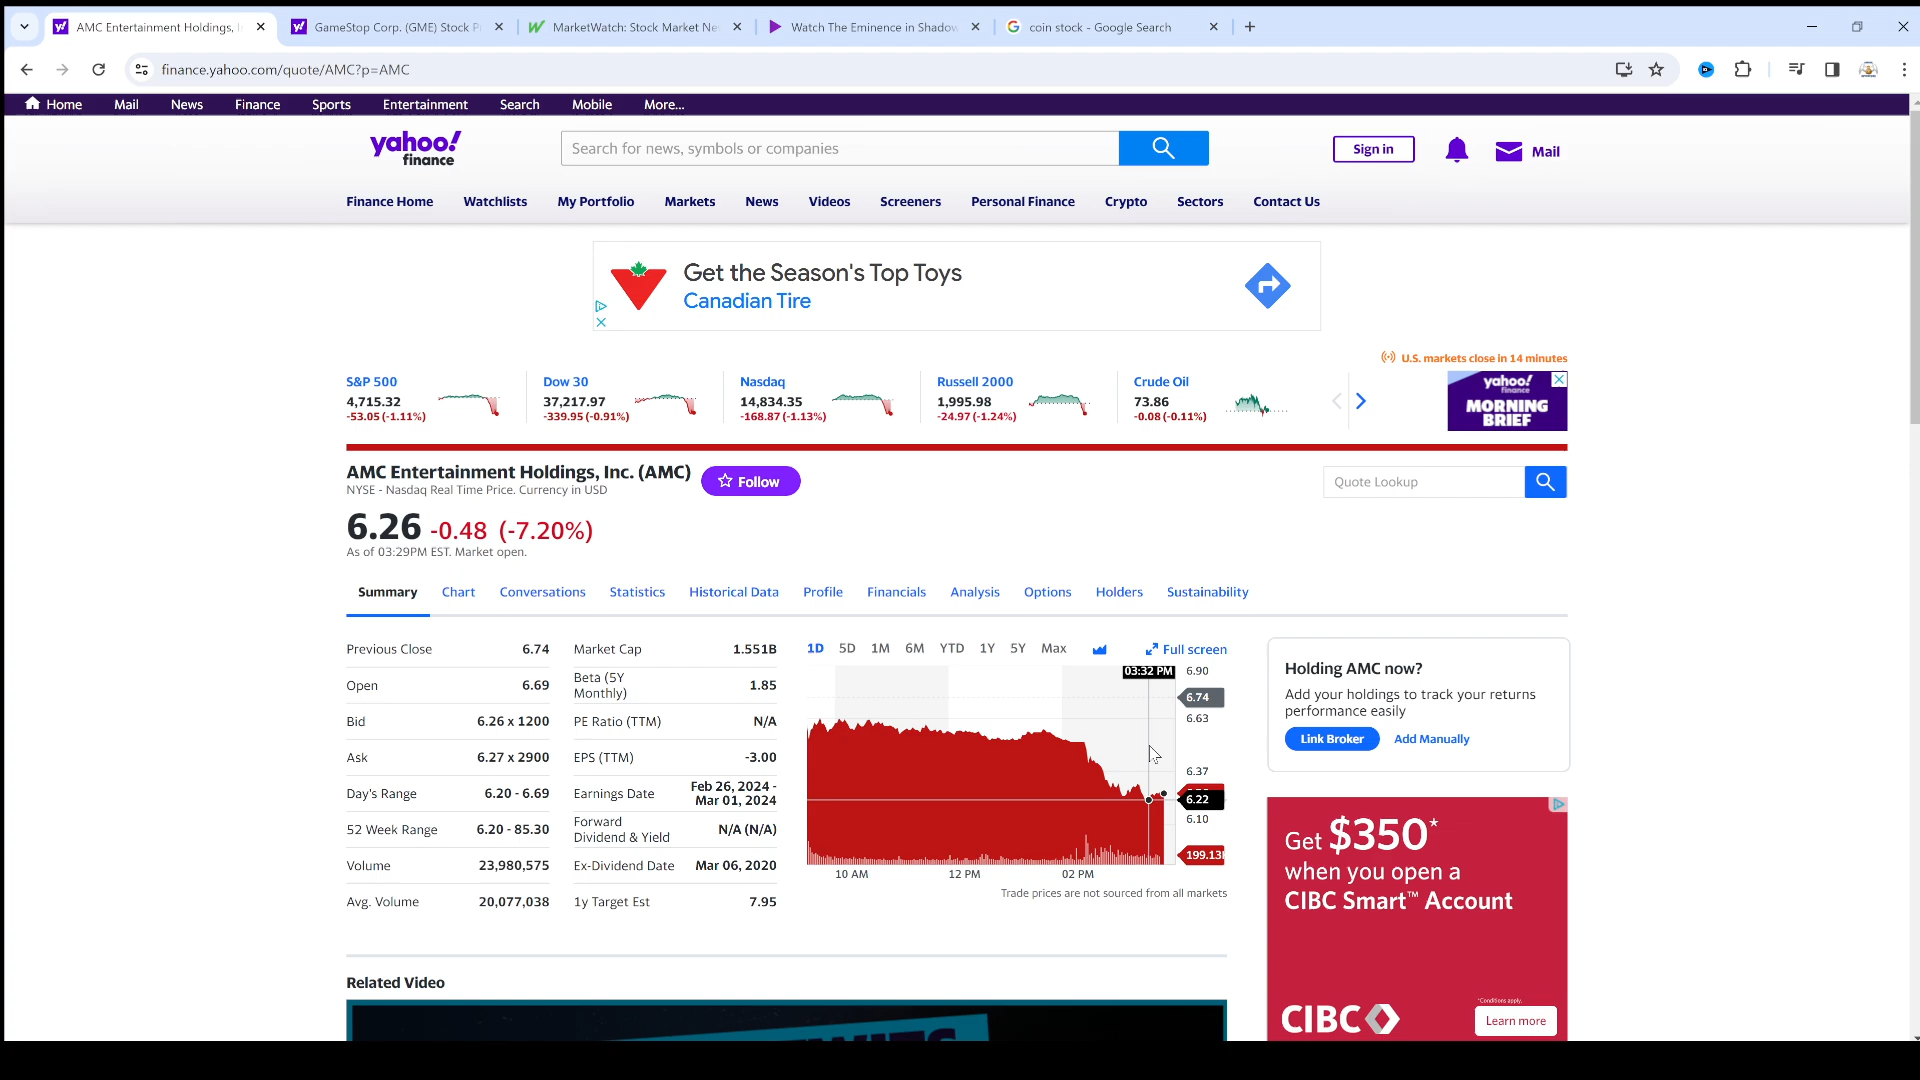 AMC Entertainment Holdings, I
GameStop Corp. (GME) Stock P
MarketWatch: Stock Market Ne
Watch The Eminence in Shadow
coin stock - Google Search
finance.yahoo.com/quote/AMC?p=AMC
Home Mail News Finance Sports Entertainment Search Mobile More...
yahoo!
finance
Search for news, symbols or companies
Sign in
Mail
Finance Home Watchlists My Portfolio Markets News Videos Screeners Personal Finance Crypto Sectors Contact Us
Get the Season's Top Toys
Canadian Tire
U.S. markets close in 14 minutes
S&P 500
4,715.32
-53.05 (-1.11%)
Dow 30
37,217.97
-339.95 (-0.91%)
Nasdaq
14,834.35
-168.87 (-1.13%)
Russell 2000
1,995.98
-24.97 (-1.24%)
Crude Oil
73.86
-0.08 (-0.11%)
yahoo!
finance
MORNING
BRIEF
AMC Entertainment Holdings, Inc. (AMC)
NYSE - Nasdaq Real Time Price. Currency in USD
Follow
Quote Lookup
6.26 -0.48 (-7.20%)
As of 03:29PM EST. Market open.
Summary Chart Conversations Statistics Historical Data Profile Financials Analysis Options Holders Sustainability
Previous Close 6.74
Open 6.69
Bid 6.26 x 1200
Ask 6.27 x 2900
Day's Range 6.20 - 6.69
52 Week Range 6.20 - 85.30
Volume 23,980,575
Avg. Volume 20,077,038
Market Cap 1.551B
Beta (5Y
Monthly) 1.85
PE Ratio (TTM) N/A
EPS (TTM) -3.00
Earnings Date Feb 26, 2024 -
Mar 01, 2024
Forward
Dividend & Yield N/A (N/A)
Ex-Dividend Date Mar 06, 2020
1y Target Est 7.95
1D 5D 1M 6M YTD 1Y 5Y Max
Full screen
03:32 PM
6.90
6.74
6.63
6.37
6.22
6.10
199.13
10 AM 12 PM 02 PM
Trade prices are not sourced from all markets
Holding AMC now?
Add your holdings to track your returns
performance easily
Link Broker
Add Manually
Get $350*
when you open a
CIBC Smart™ Account
*Conditions apply.
CIBC
Learn more
Related Video